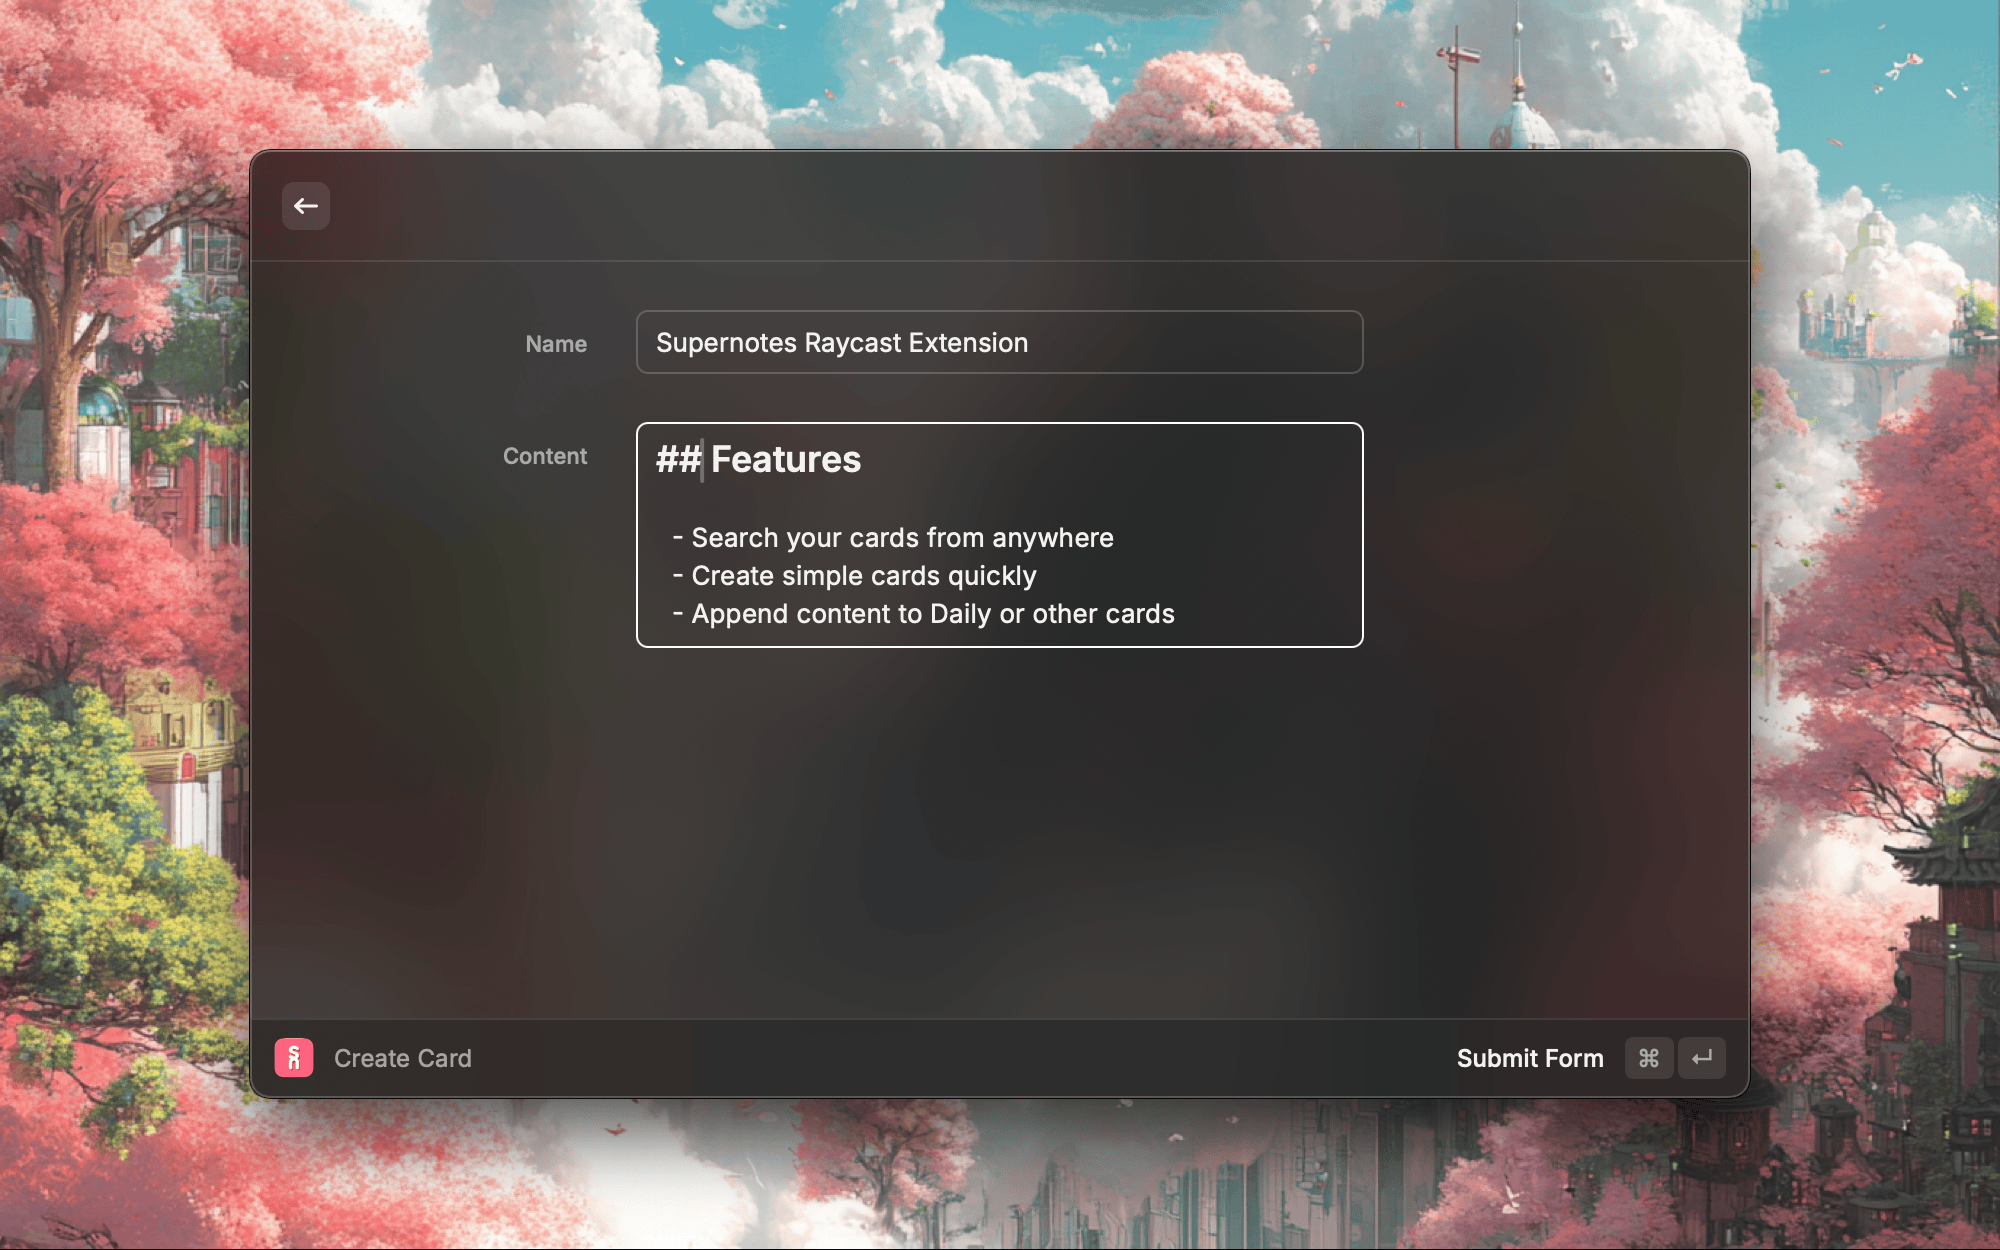 Name
Supernotes Raycast Extension
Content
## Features
- Search your cards from anywhere
- Create simple cards quickly
- Append content to Daily or other cards
Sn
Create Card
Submit Form ⌘ ↵